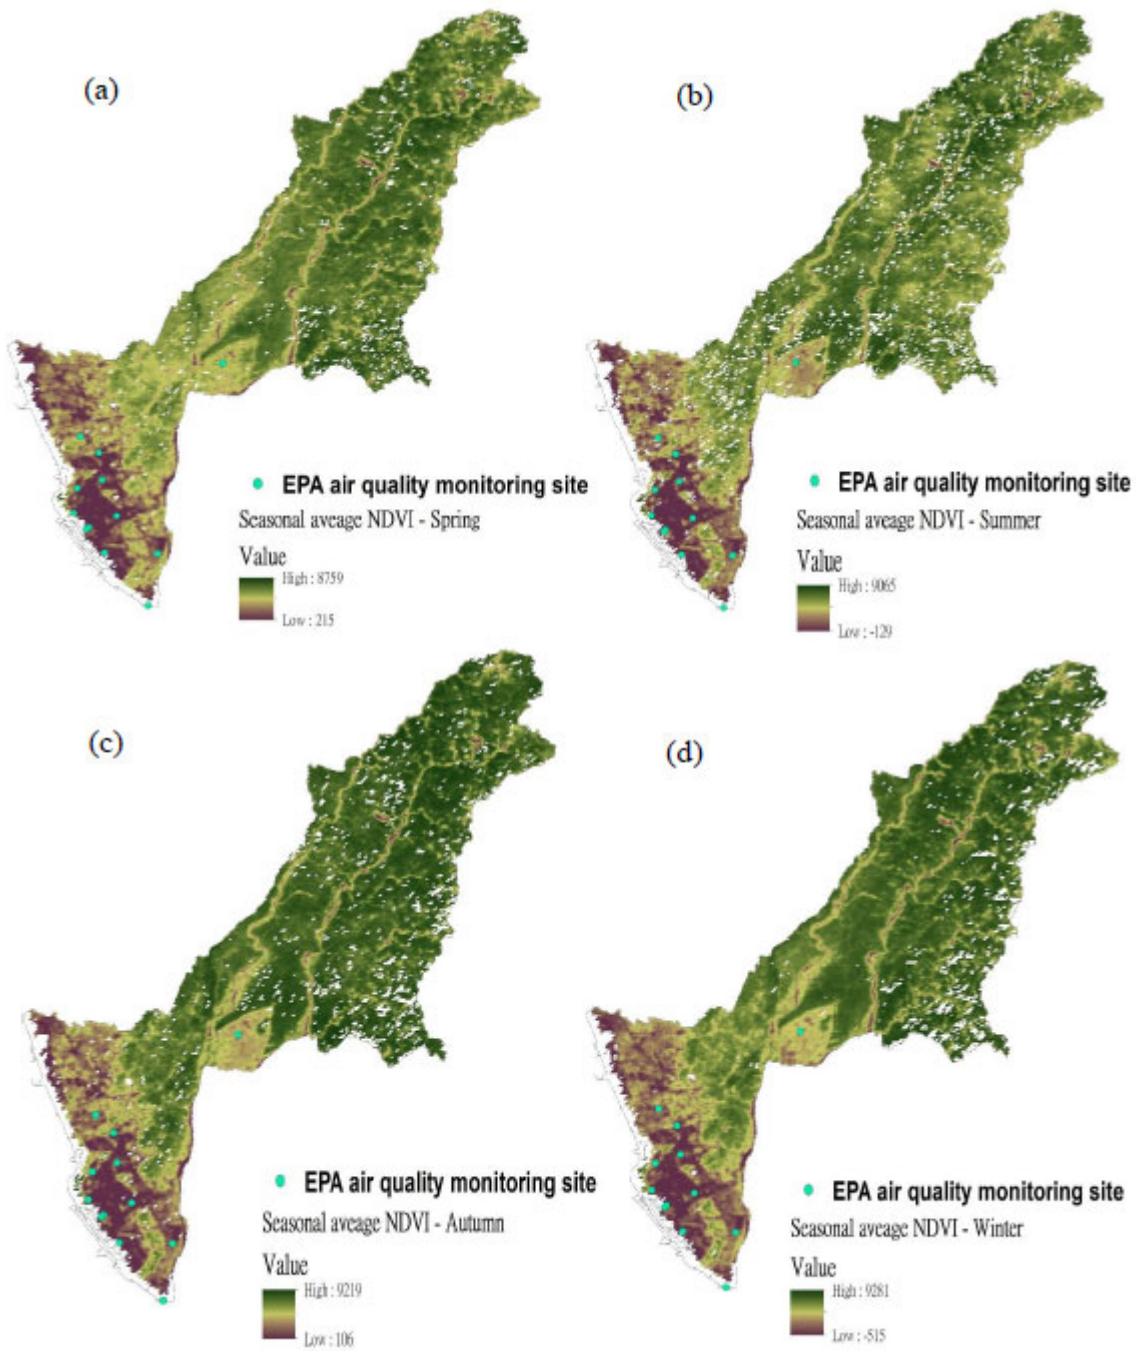 (a)
EPA air quality monitoring site
Seasonal aveage NDVI - Spring
Value
High : 8759
Low : 215
(b)
EPA air quality monitoring site
Seasonal aveage NDVI - Summer
Value
High : 9065
Low : -129
(c)
EPA air quality monitoring site
Seasonal aveage NDVI - Autumn
Value
High : 9219
Low : 106
(d)
EPA air quality monitoring site
Seasonal aveage NDVI - Winter
Value
High : 9281
Low : -515